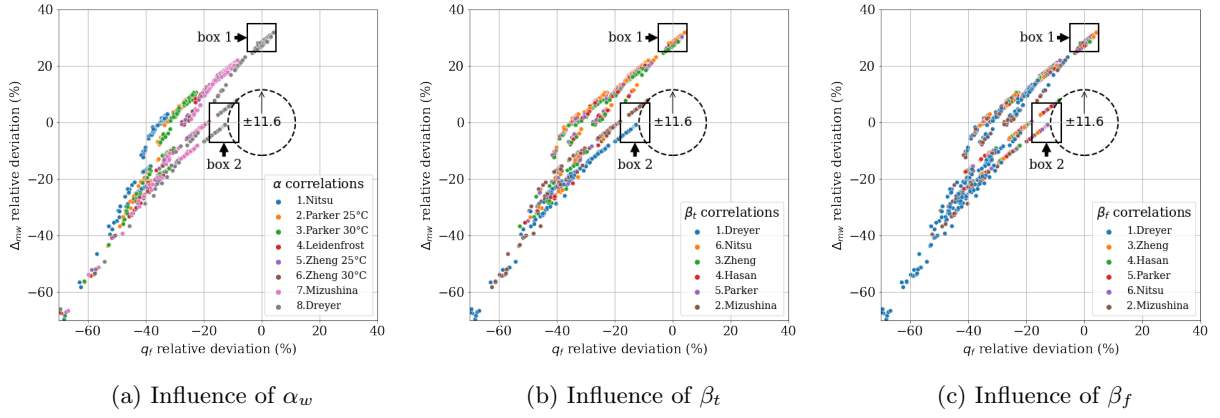 box 1
±11.6
box 2
α correlations
1.Nitsu
2.Parker 25°C
3.Parker 30°C
4.Leidenfrost
5.Zheng 25°C
6.Zheng 30°C
7.Mizushina
8.Dreyer
20
0
−20
−40
−60
−60
−40
−20
0
20
40
Δmw relative deviation (%)
qf relative deviation (%)
(a) Influence of αw
box 1
±11.6
box 2
βt correlations
1.Dreyer
6.Nitsu
3.Zheng
4.Hasan
5.Parker
2.Mizushina
20
0
−20
−40
−60
−60
−40
−20
0
20
40
Δmw relative deviation (%)
qf relative deviation (%)
(b) Influence of βt
box 1
±11.6
box 2
βf correlations
1.Dreyer
3.Zheng
4.Hasan
5.Parker
6.Nitsu
2.Mizushina
20
0
−20
−40
−60
−60
−40
−20
0
20
40
Δmw relative deviation (%)
qf relative deviation (%)
(c) Influence of βf